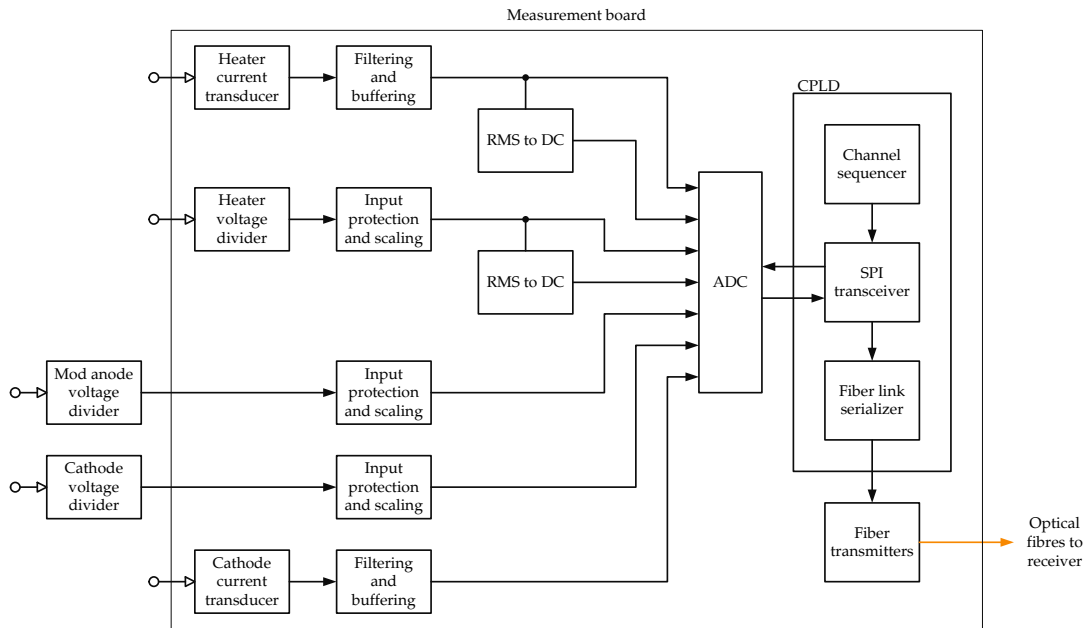 Measurement board
Heater
current
transducer
Filtering
and
buffering
RMS to DC
CPLD
Channel
sequencer
Heater
voltage
divider
Input
protection
and scaling
RMS to DC
ADC
SPI
transceiver
Mod anode
voltage
divider
Input
protection
and scaling
Fiber link
serializer
Cathode
voltage
divider
Input
protection
and scaling
Fiber
transmitters
Optical
fibres to
receiver
Cathode
current
transducer
Filtering
and
buffering